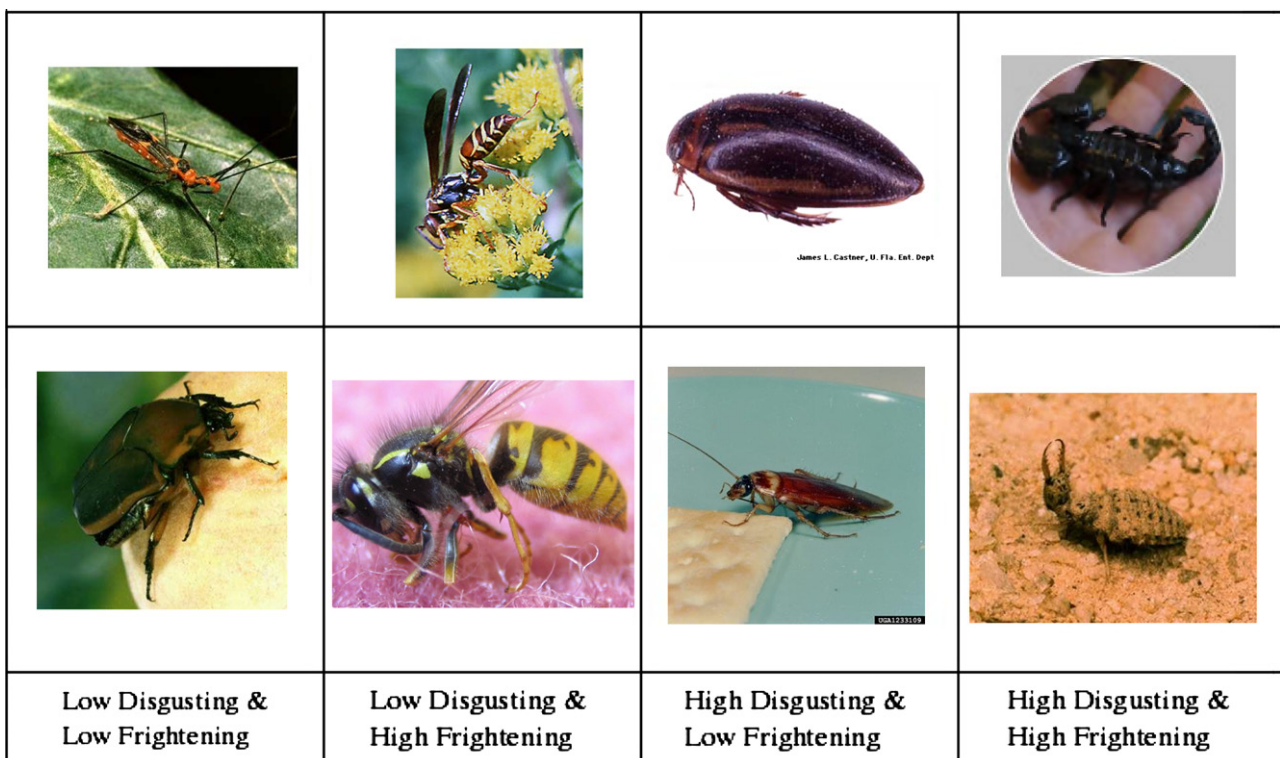 James L. Castner, U. Fla. Ent. Dept
UGA1233109
Low Disgusting &
Low Frightening
Low Disgusting &
High Frightening
High Disgusting &
Low Frightening
High Disgusting &
High Frightening